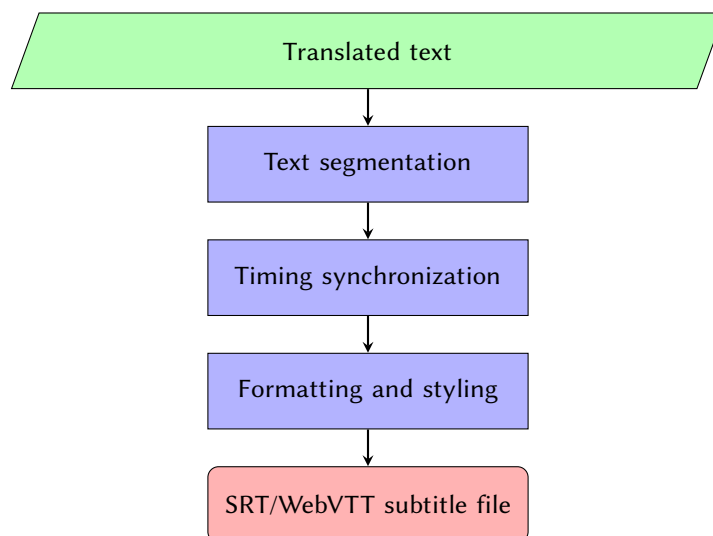 Translated text
Text segmentation
Timing synchronization
Formatting and styling
SRT/WebVTT subtitle file